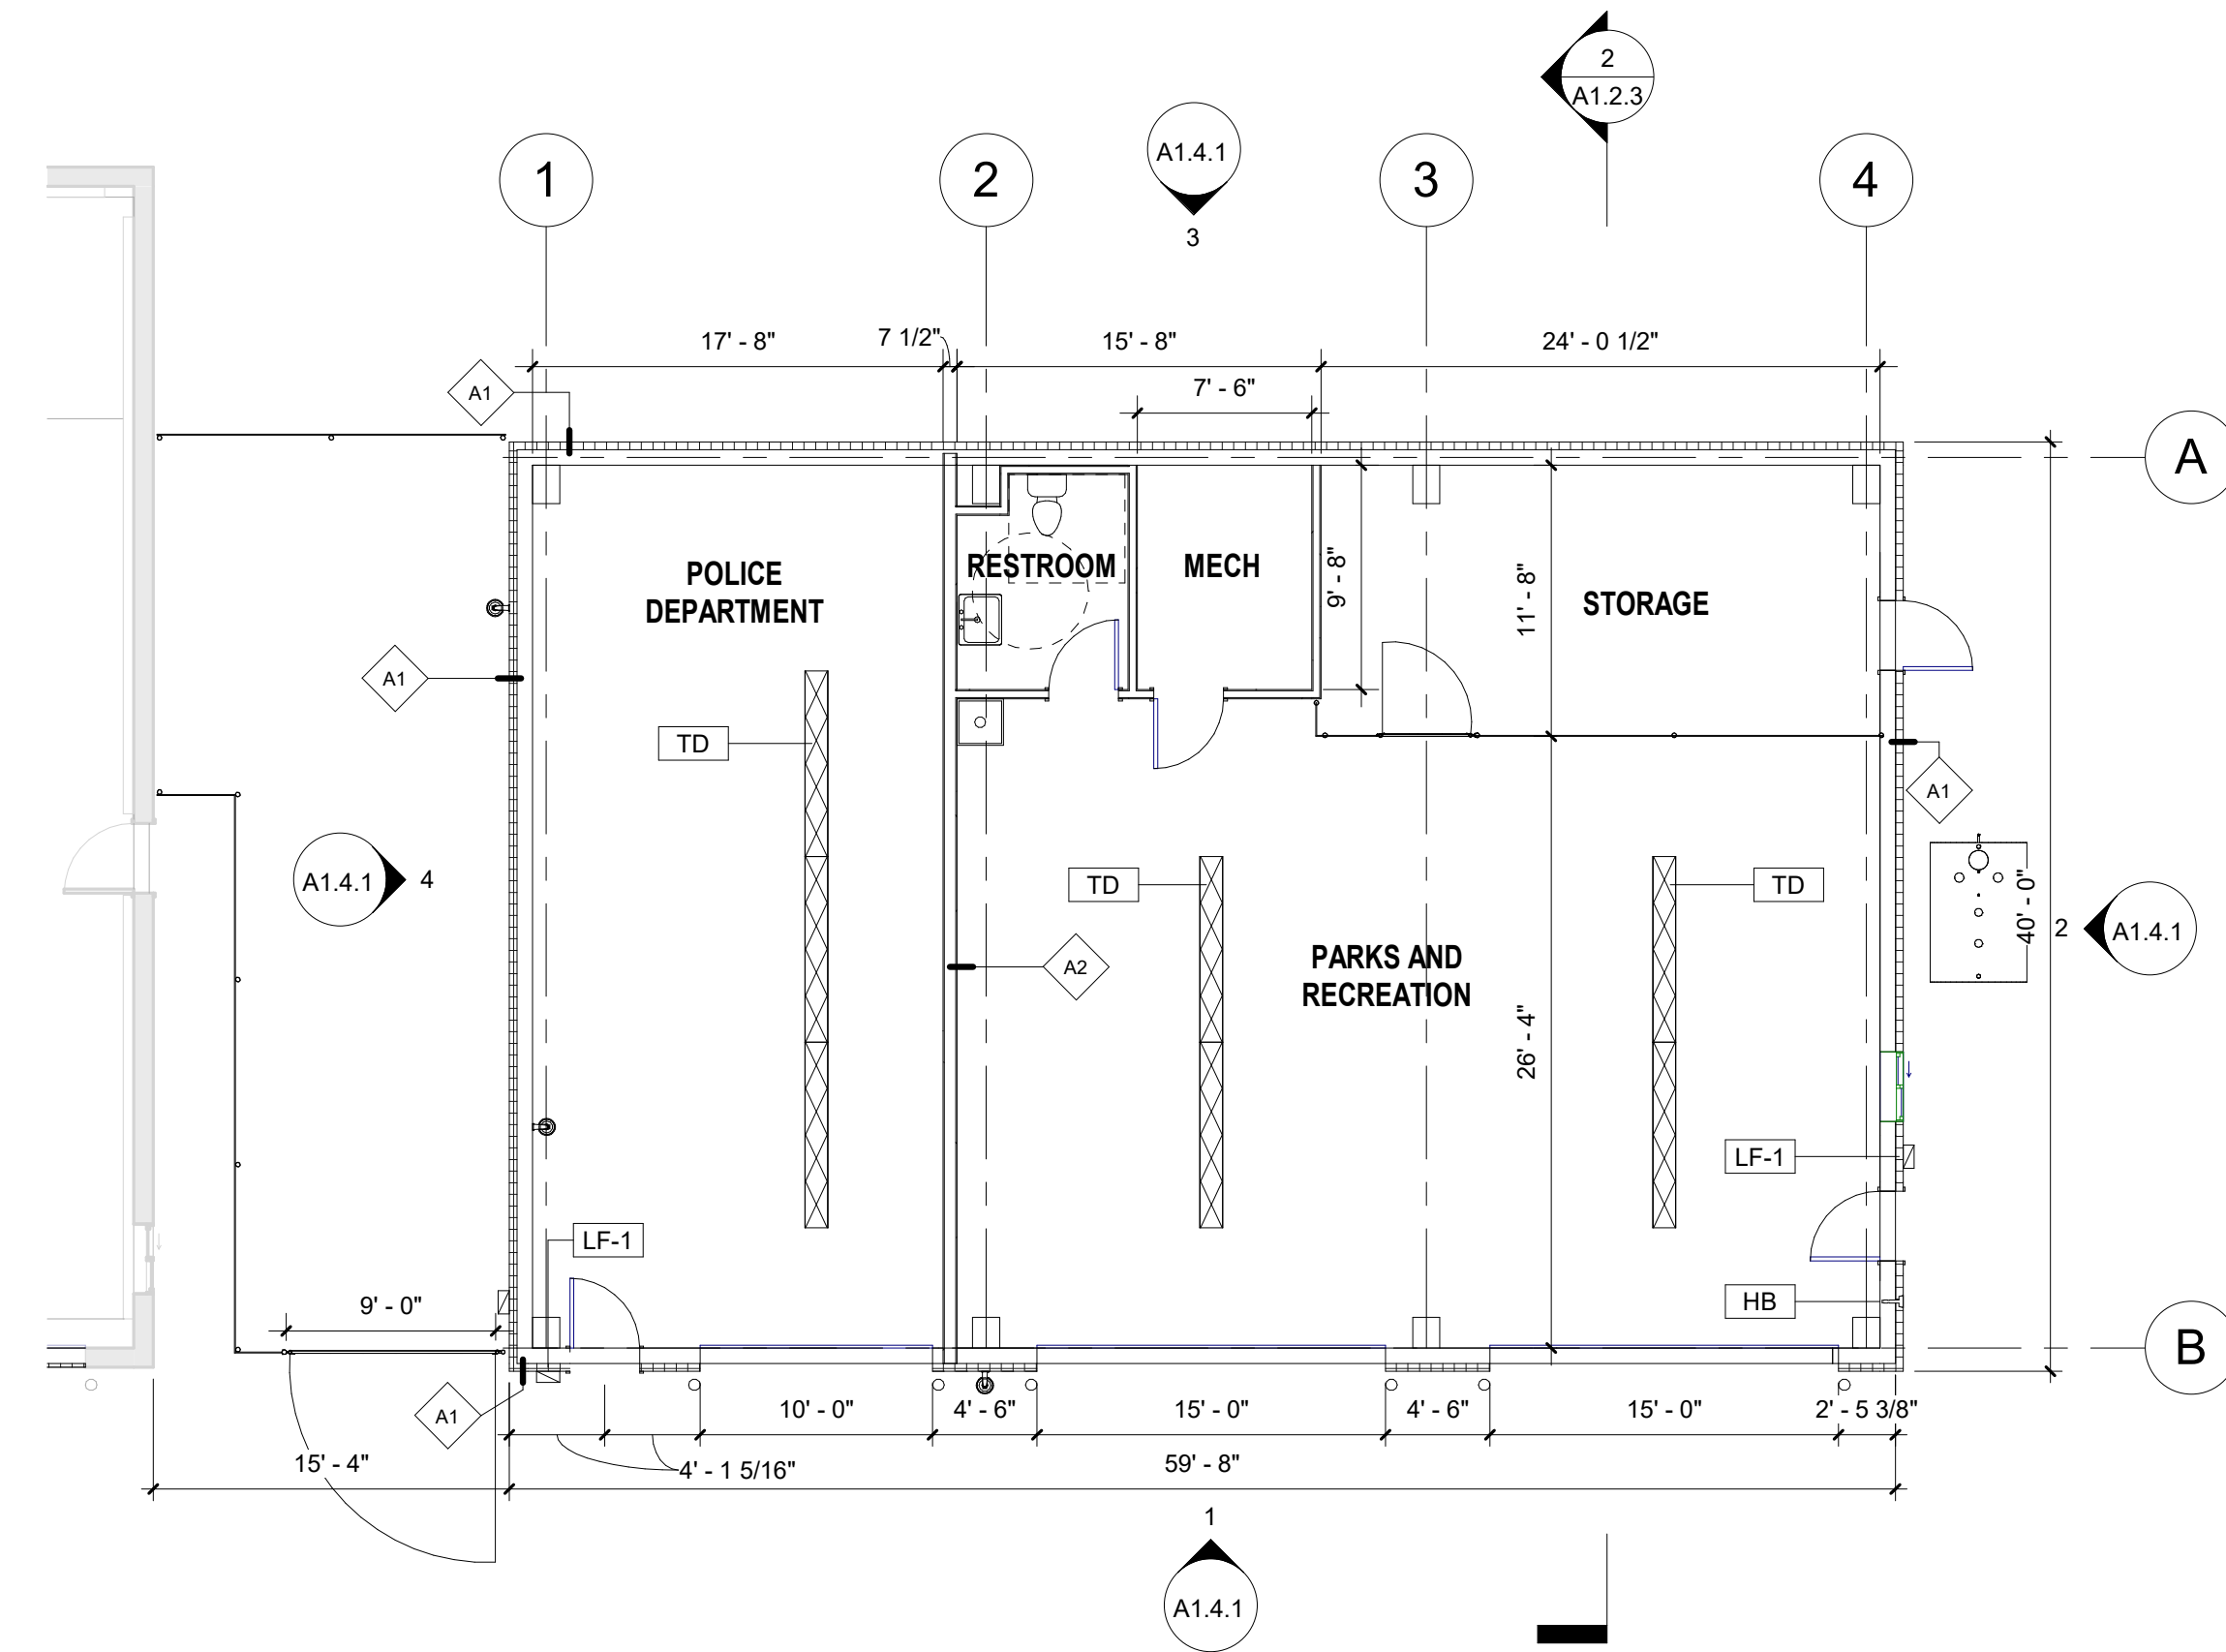 2
A1.2.3
1
2
A1.4.1
3
3
4
17' - 8"
7 1/2"
15' - 8"
24' - 0 1/2"
7' - 6"
A1
A
POLICE
DEPARTMENT
RESTROOM
MECH
9' - 8"
11' - 8"
STORAGE
A1
TD
A1
A1.4.1
4
TD
TD
40' - 0"
2
A1.4.1
A2
PARKS AND
RECREATION
26' - 4"
LF-1
LF-1
9' - 0"
HB
B
A1
10' - 0"
4' - 6"
15' - 0"
4' - 6"
15' - 0"
2' - 5 3/8"
15' - 4"
4' - 1 5/16"
59' - 8"
1
A1.4.1